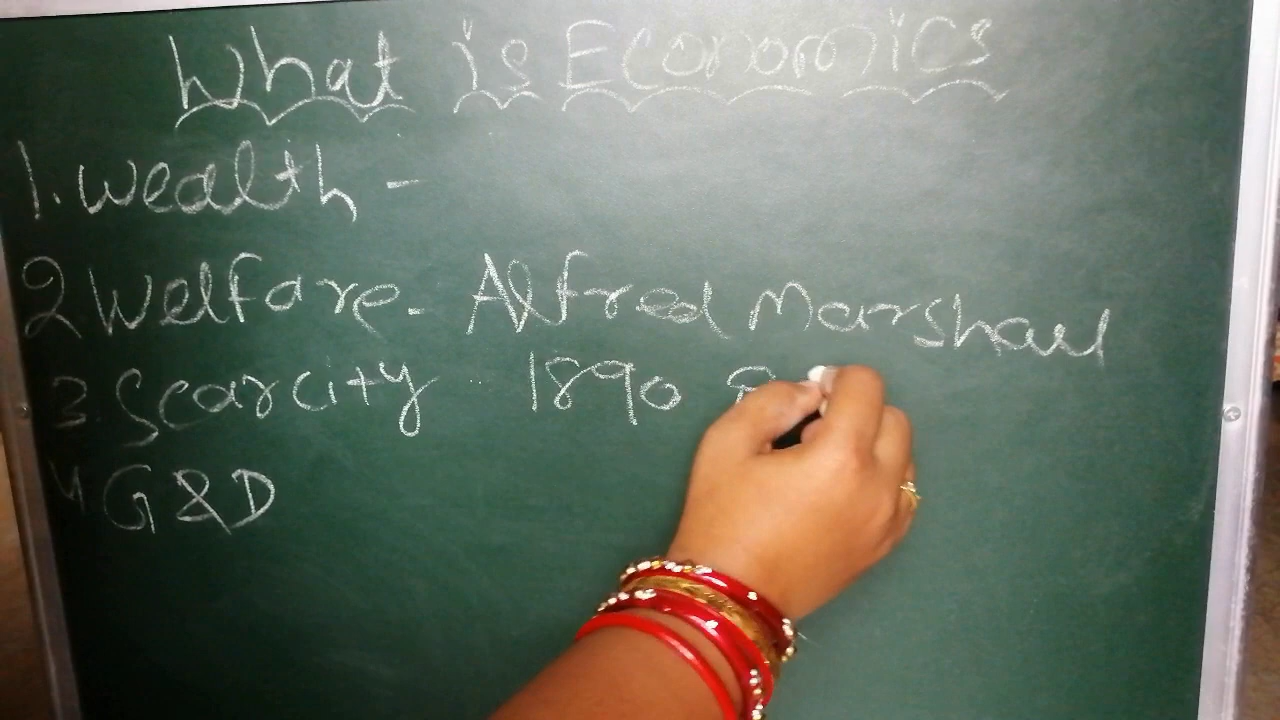 What is Economics
1. Wealth -
2 Welfare - Alfred Marshall
3. Scarcity 1890
4 G&D